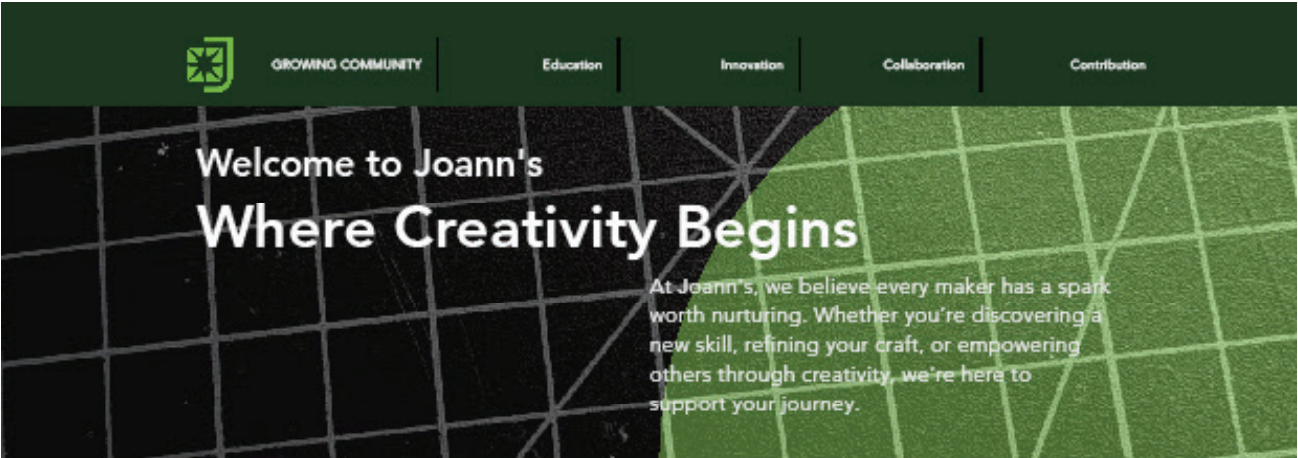 GROWING COMMUNITY
Education
Innovation
Collaboration
Contribution
Welcome to Joann's
Where Creativity Begins
At Joann's, we believe every maker has a spark
worth nurturing. Whether you're discovering a
new skill, refining your craft, or empowering
others through creativity, we're here to
support your journey.